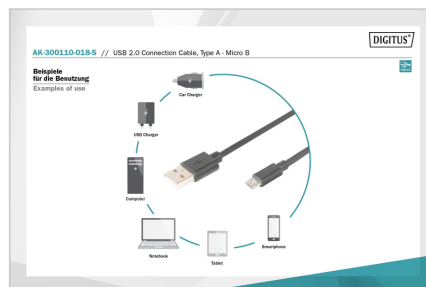 DIGITUS®
AK-300110-018-S // USB 2.0 Connection Cable, Type A - Micro B
Beispiele
für die Benutzung
Examples of use
Car Charger
USB Charger
Computer
Notebook
Tablet
Smartphone